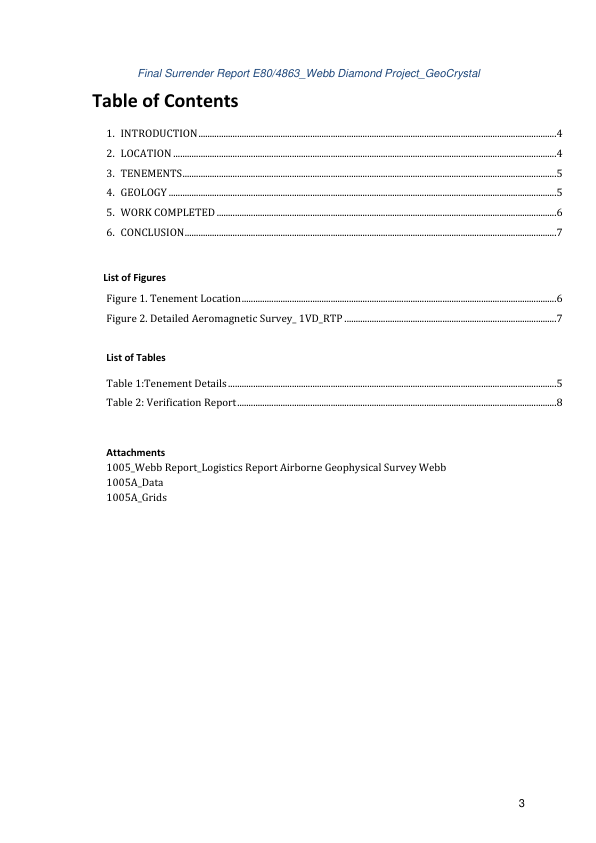 Final Surrender Report E80/4863_Webb Diamond Project_GeoCrystal
Table of Contents
1. INTRODUCTION........................................................................................................................4
2. LOCATION................................................................................................................................4
3. TENEMENTS.............................................................................................................................5
4. GEOLOGY.................................................................................................................................5
5. WORK COMPLETED..................................................................................................................6
6. CONCLUSION............................................................................................................................7
List of Figures
Figure 1. Tenement Location..........................................................................................................6
Figure 2. Detailed Aeromagnetic Survey_ 1VD_RTP.......................................................................7
List of Tables
Table 1:Tenement Details..............................................................................................................5
Table 2: Verification Report...........................................................................................................8
Attachments
1005_Webb Report_Logistics Report Airborne Geophysical Survey Webb
1005A_Data
1005A_Grids
3